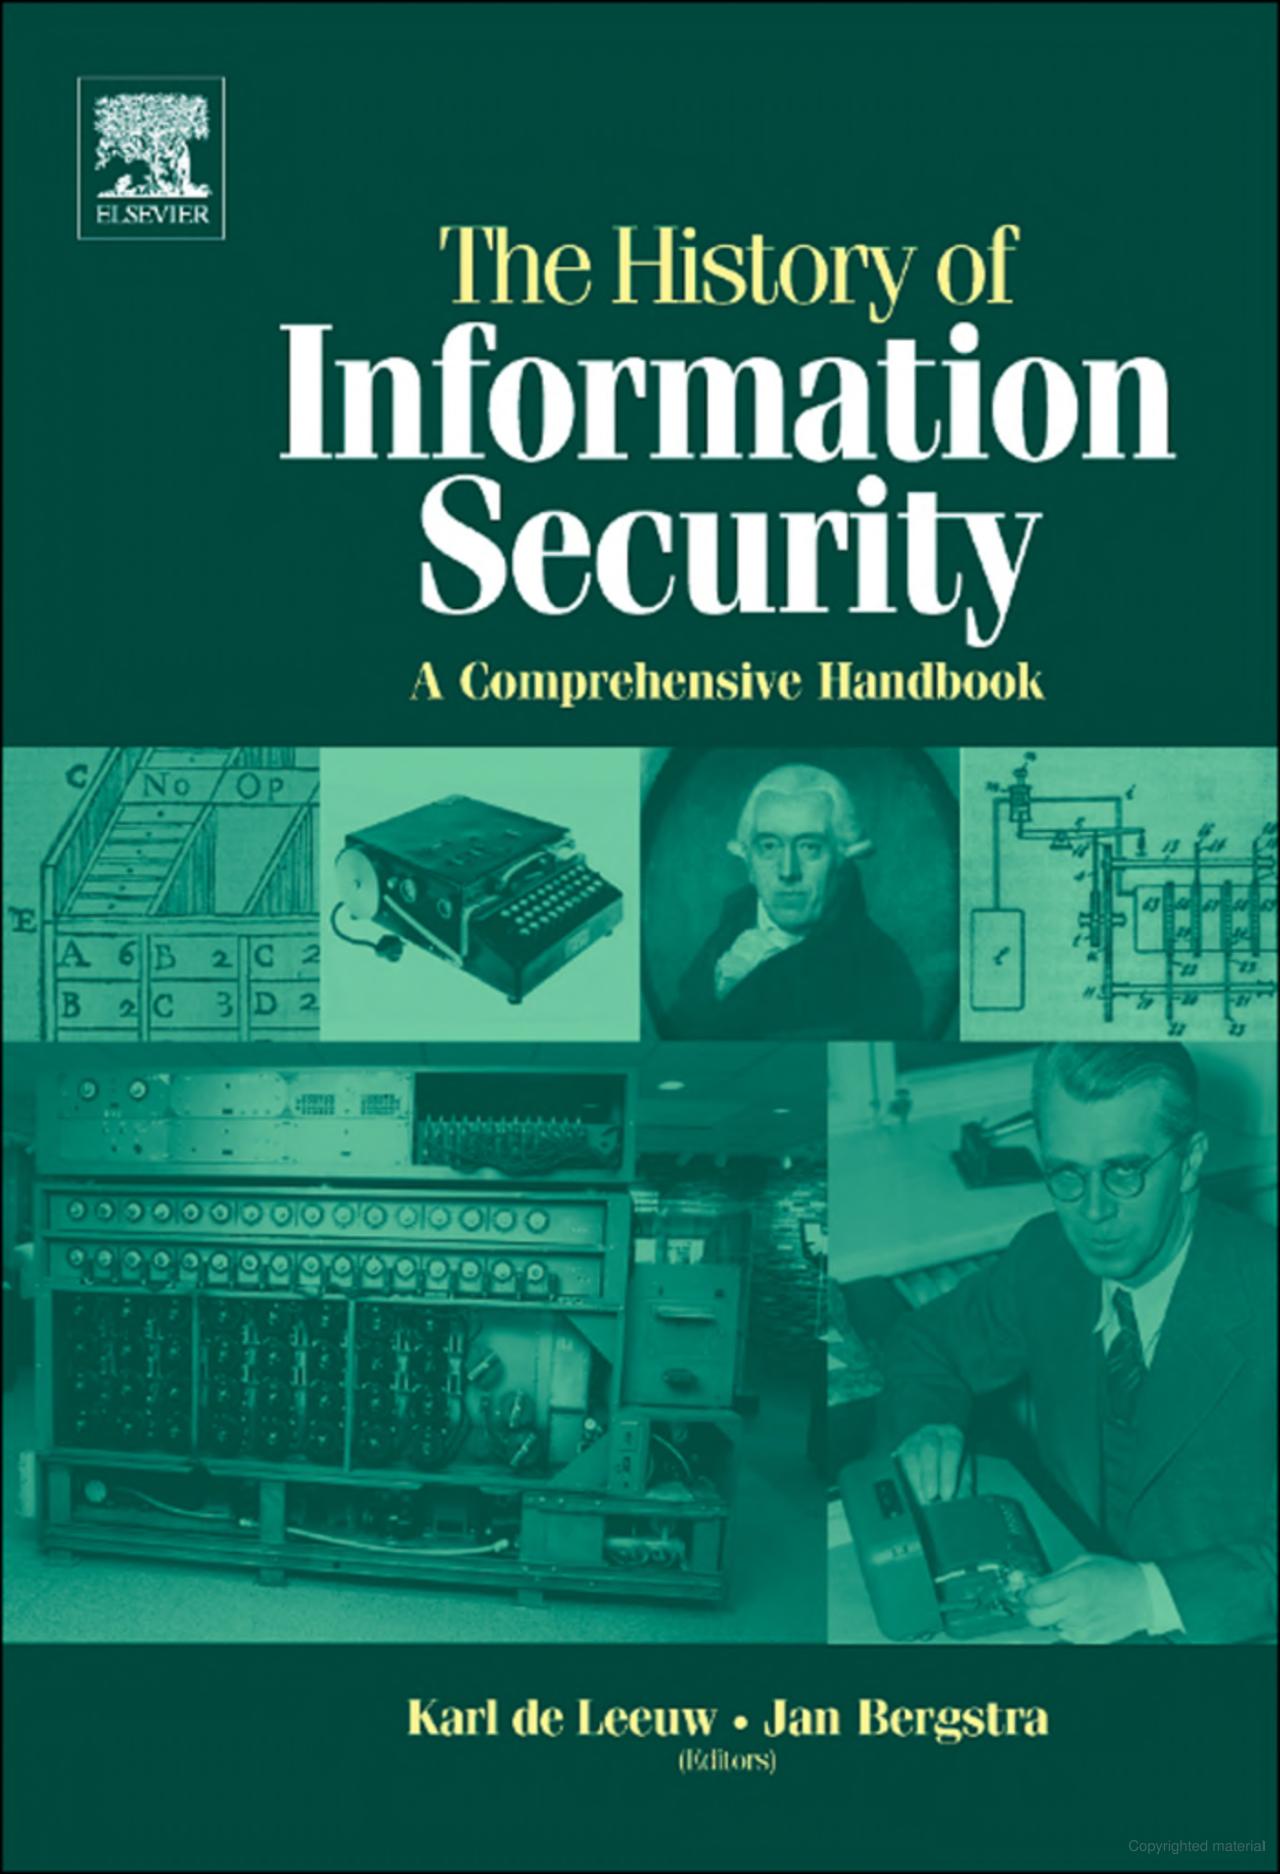 ELSEVIER
The History of
Information
Security
A Comprehensive Handbook
C
No Op
E
A 6 B 2 C 2
B 2 C 3 D 2
Karl de Leeuw • Jan Bergstra
(Editors)
Copyrighted material